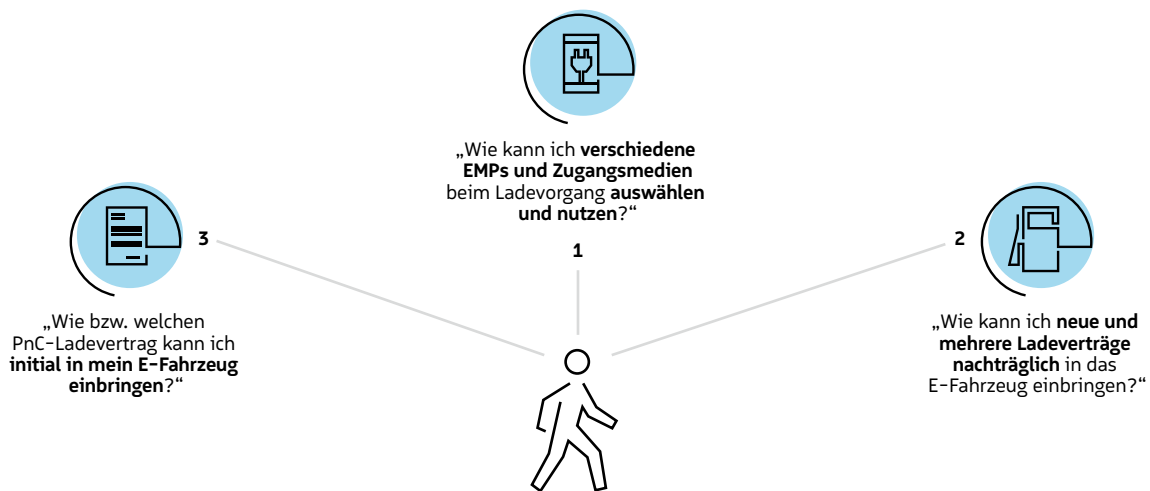 „Wie kann ich verschiedene
EMPs und Zugangsmedien
beim Ladevorgang auswählen
und nutzen?“
1
3
„Wie bzw. welchen
PnC-Ladevertrag kann ich
initial in mein E-Fahrzeug
einbringen?“
2
„Wie kann ich neue und
mehrere Ladeverträge
nachträglich in das
E-Fahrzeug einbringen?“